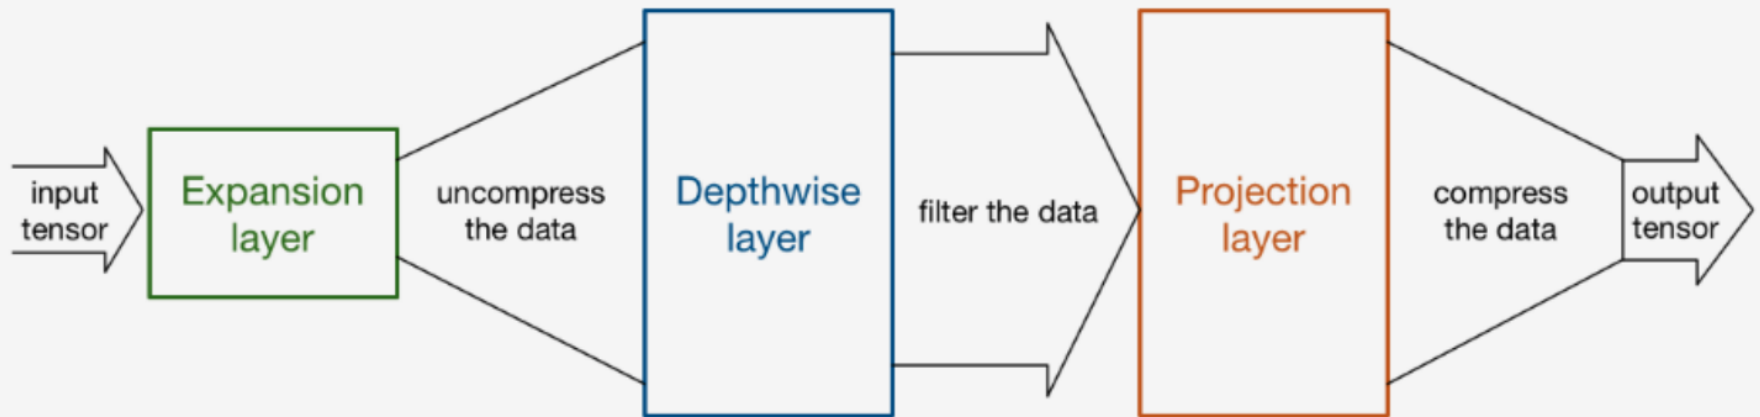 input
tensor
Expansion
layer
uncompress
the data
Depthwise
layer
filter the data
Projection
layer
compress
the data
output
tensor